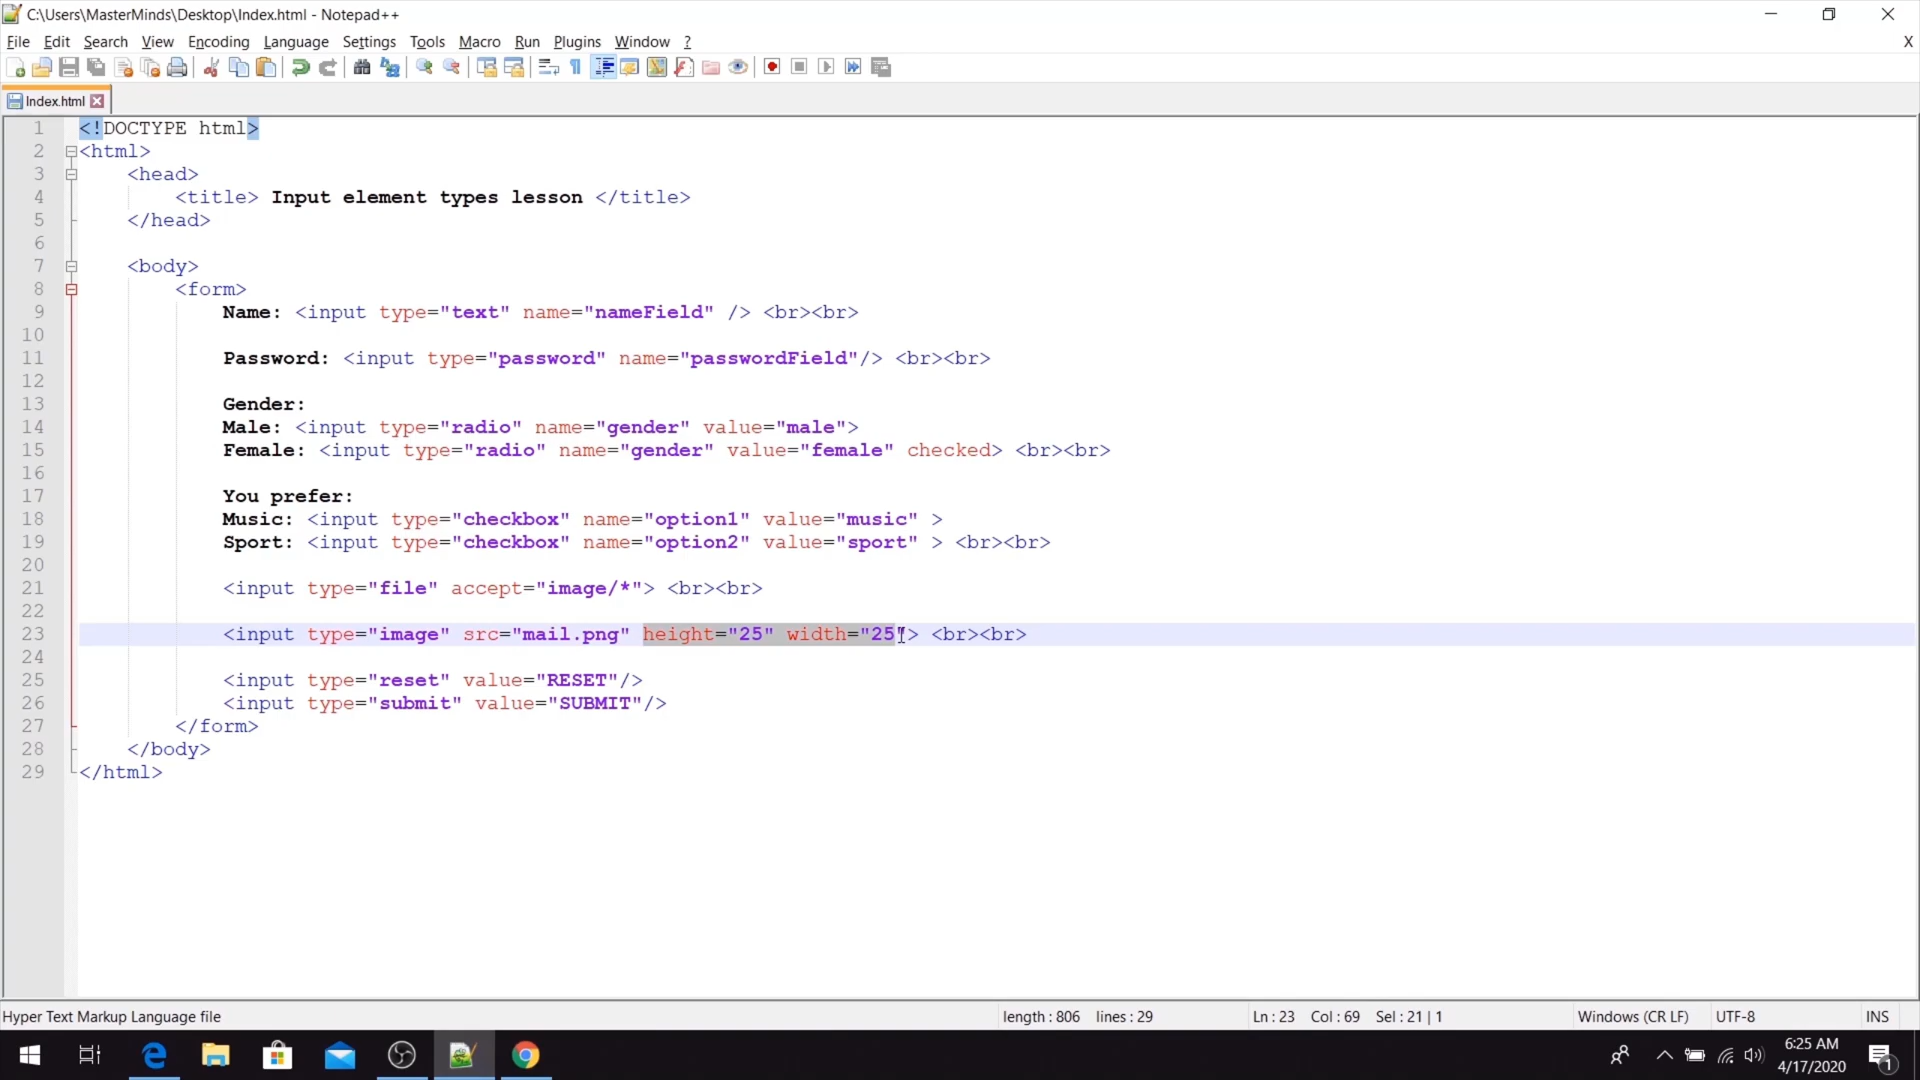 C:\Users\MasterMinds\Desktop\Index.html - Notepad++
File Edit Search View Encoding Language Settings Tools Macro Run Plugins Window ? X
Index.html
1 <!DOCTYPE html>
2 <html>
3 <head>
4 <title> Input element types lesson </title>
5 </head>
6
7 <body>
8 <form>
9 Name: <input type="text" name="nameField" /> <br><br>
10
11 Password: <input type="password" name="passwordField"/> <br><br>
12
13 Gender:
14 Male: <input type="radio" name="gender" value="male">
15 Female: <input type="radio" name="gender" value="female" checked> <br><br>
16
17 You prefer:
18 Music: <input type="checkbox" name="option1" value="music" >
19 Sport: <input type="checkbox" name="option2" value="sport" > <br><br>
20
21 <input type="file" accept="image/*"> <br><br>
22
23 <input type="image" src="mail.png" height="25" width="25"> <br><br>
24
25 <input type="reset" value="RESET"/>
26 <input type="submit" value="SUBMIT"/>
27 </form>
28 </body>
29 </html>
Hyper Text Markup Language file length : 806 lines : 29 Ln : 23 Col : 69 Sel : 21 | 1 Windows (CR LF) UTF-8 INS
6:25 AM
4/17/2020
1